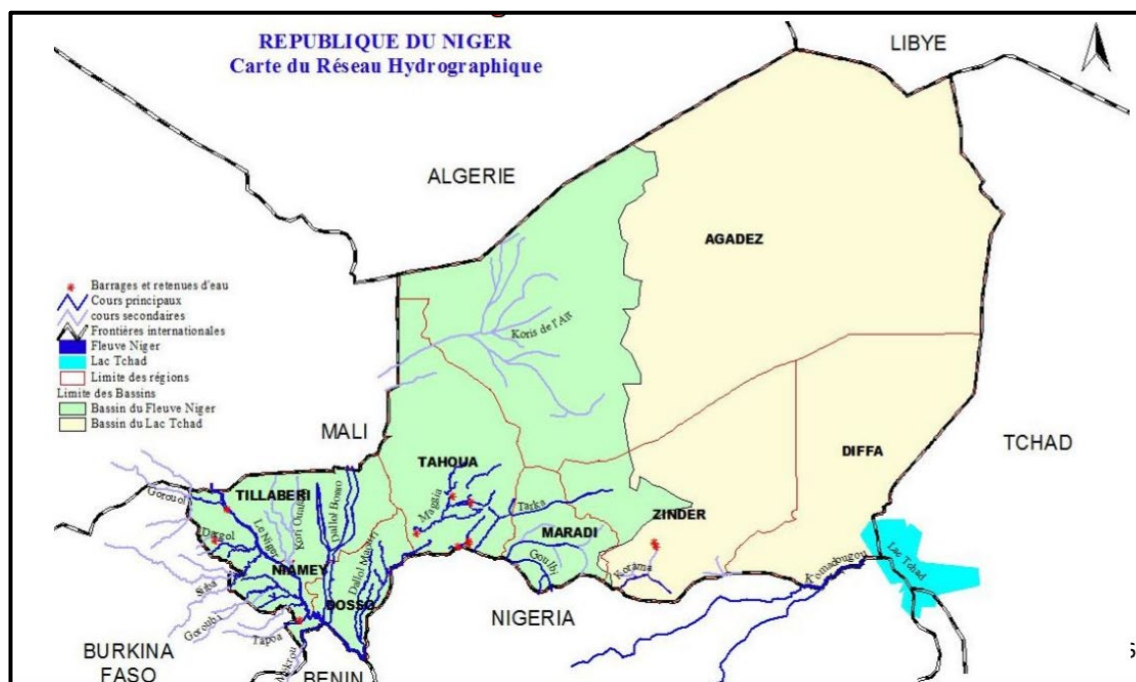 REPUBLIQUE DU NIGER
Carte du Réseau Hydrographique
LIBYE
ALGERIE
AGADEZ
Koris de l'AÏR
Barrages et retenues d'eau
Cours principaux
cours secondaires
Frontières internationales
Fleuve Niger
Lac Tchad
Limite des régions
Limite des Bassins
Bassin du Fleuve Niger
Bassin du Lac Tchad
MALI
TCHAD
DIFFA
TAHOUA
TILLABERI
Gorouol
Dargol
Le Niger
Kori
Dallol Bosso
Maggia
Tarka
MARADI
Goulbi
ZINDER
Korama
NIAMEY
DOSSO
Dallol Maouri
Sirba
Goroubi
Tapoa
Mékrou
Komadougou
Lac Tchad
NIGERIA
BURKINA
FASO
BENIN